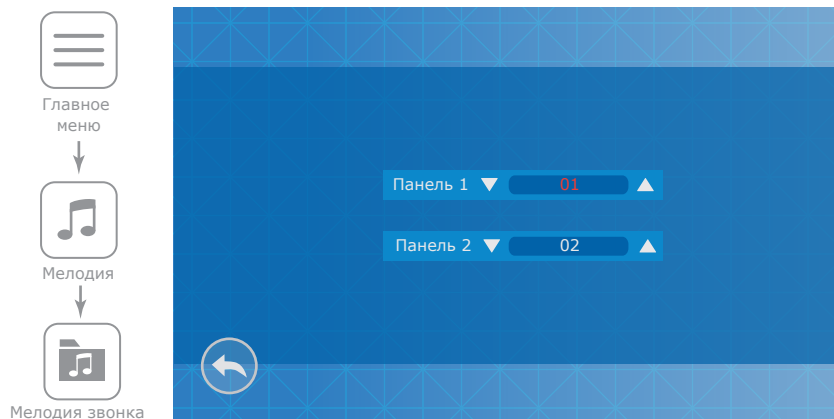 Главное
меню
Мелодия
Мелодия звонка
Панель 1 01
Панель 2 02